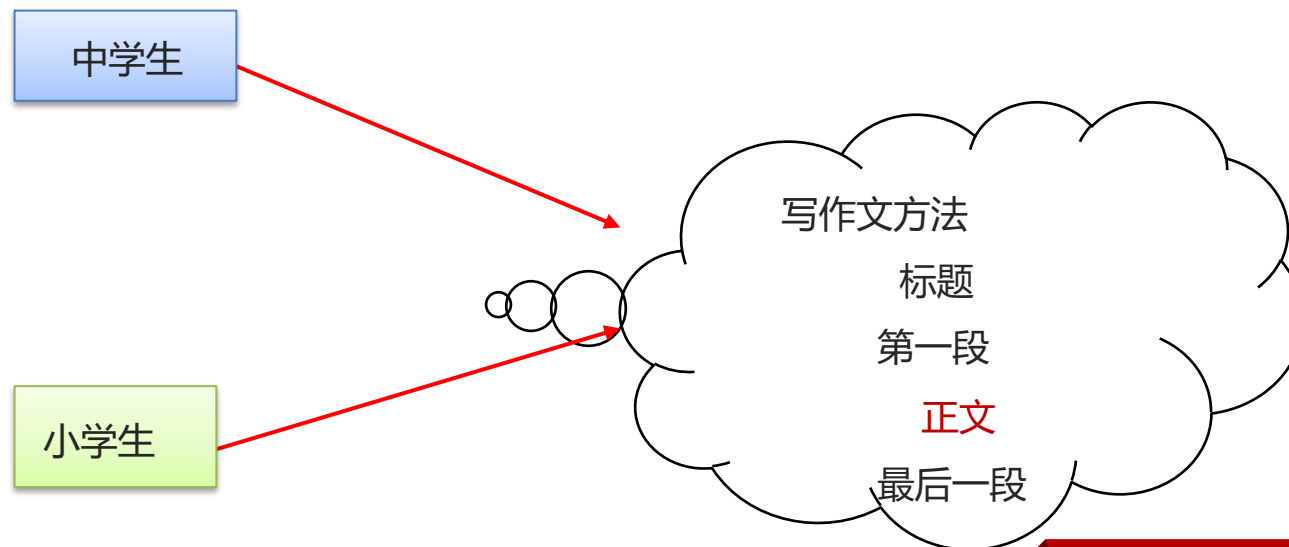 中学生
写作文方法
标题
第一段
正文
小学生
最后一段